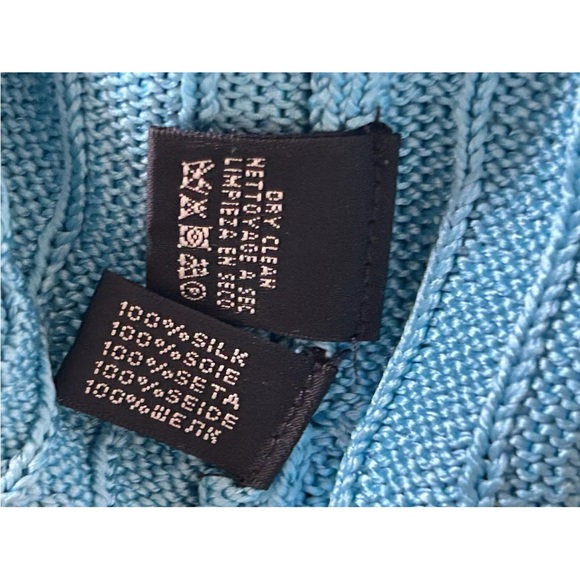 DRY CLEAN
NETTOYAGE A SEC
LIMPIEZA EN SECO
100%SILK
100%SOIE
100%SETA
100%SEIDE
100%ШЕЛК